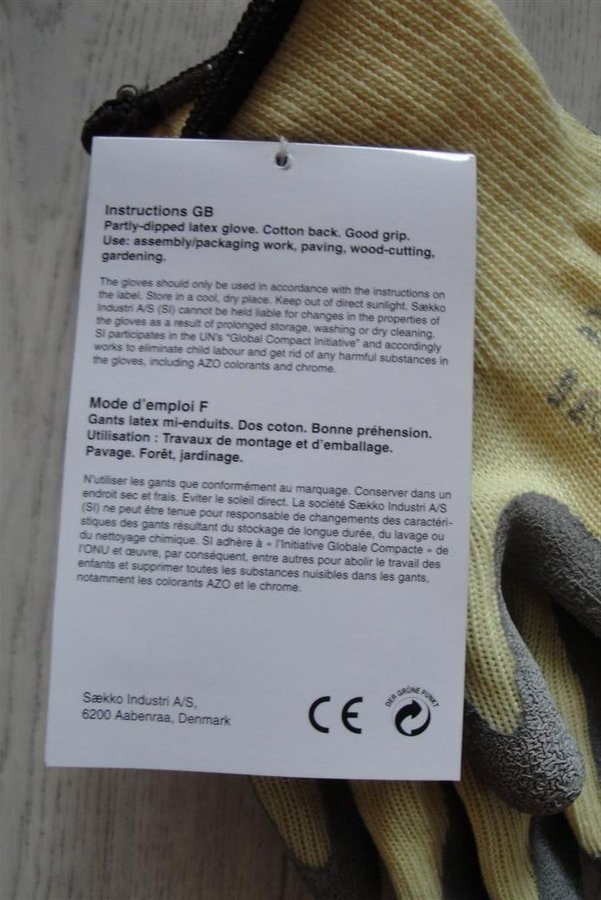 Instructions GB
Partly-dipped latex glove. Cotton back. Good grip.
Use: assembly/packaging work, paving, wood-cutting,
gardening.
The gloves should only be used in accordance with the instructions on
the label. Store in a cool, dry place. Keep out of direct sunlight. Sækko
Industri A/S (SI) cannot be held liable for changes in the properties of
the gloves as a result of prolonged storage, washing or dry cleaning.
SI participates in the UN's "Global Compact Initiative" and accordingly
works to eliminate child labour and get rid of any harmful substances in
the gloves, including AZO colorants and chrome.
Mode d'emploi F
Gants latex mi-enduits. Dos coton. Bonne préhension.
Utilisation : Travaux de montage et d'emballage.
Pavage. Forêt, jardinage.
N'utiliser les gants que conformément au marquage. Conserver dans un
endroit sec et frais. Eviter le soleil direct. La société Sækko Industri A/S
(SI) ne peut être tenue pour responsable de changements des caractéri-
stiques des gants résultant du stockage de longue durée, du lavage ou
du nettoyage chimique. SI adhère à « l'Initiative Globale Compacte » de
l'ONU et œuvre, par conséquent, entre autres pour abolir le travail des
enfants et supprimer toutes les substances nuisibles dans les gants,
notamment les colorants AZO et le chrome.
Sækko Industri A/S,
6200 Aabenraa, Denmark
CE
DER GRÜNE PUNKT